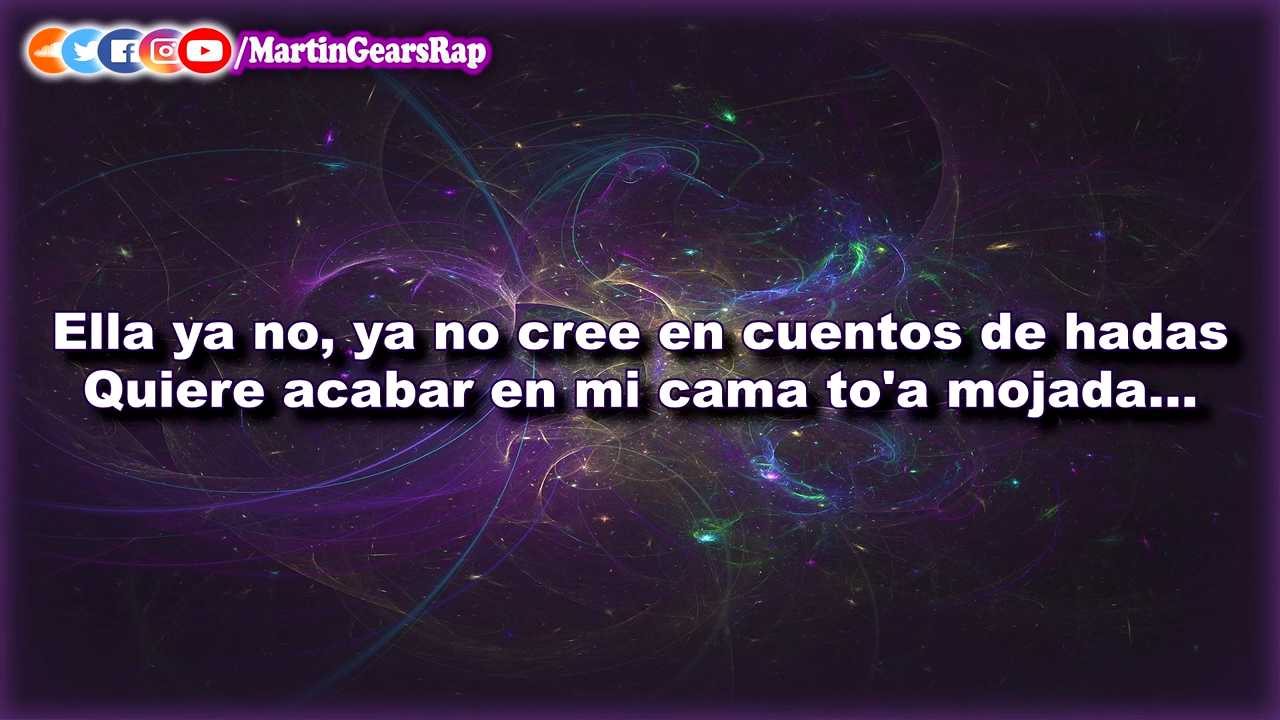 /MartinGearsRap
Ella ya no, ya no cree en cuentos de hadas
Quiere acabar en mi cama to'a mojada...